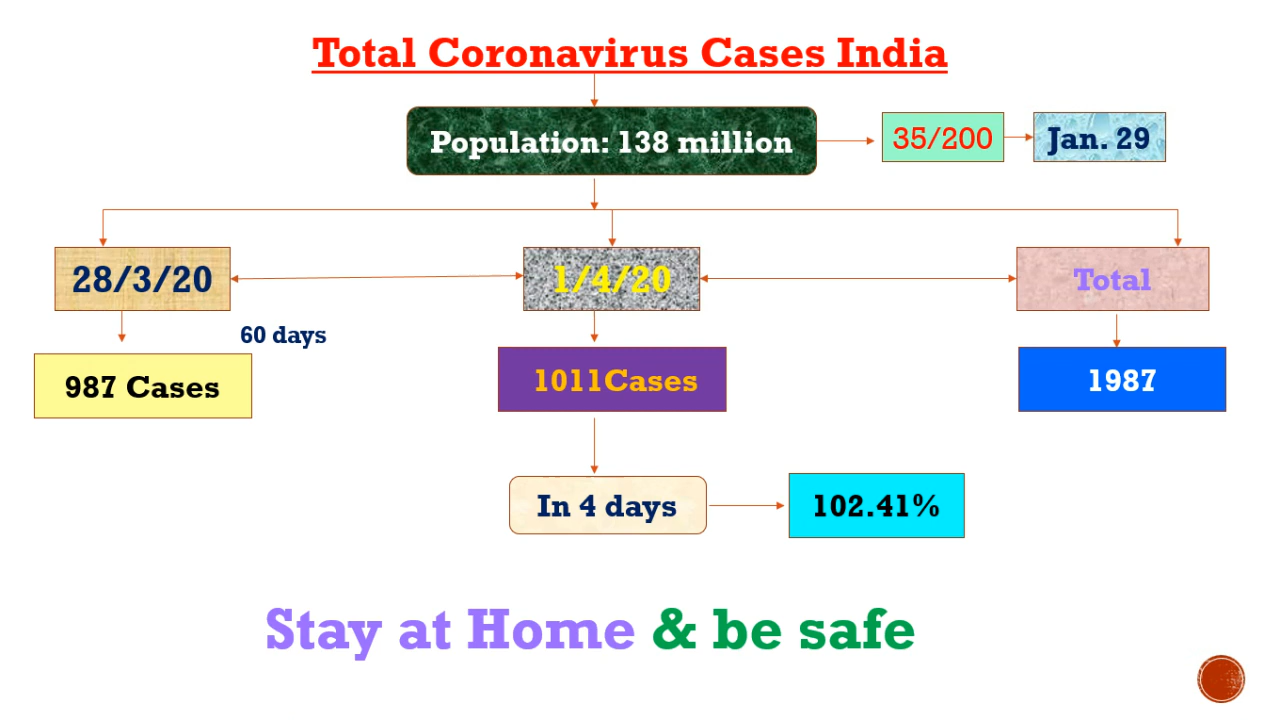 Total Coronavirus Cases India
Population: 138 million
35/200
Jan. 29
28/3/20
1/4/20
Total
60 days
987 Cases
1011Cases
1987
In 4 days
102.41%
Stay at Home & be safe